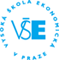 VYSOKÁ ŠKOLA EKONOMICKÁ
V PRAZE
VŠE